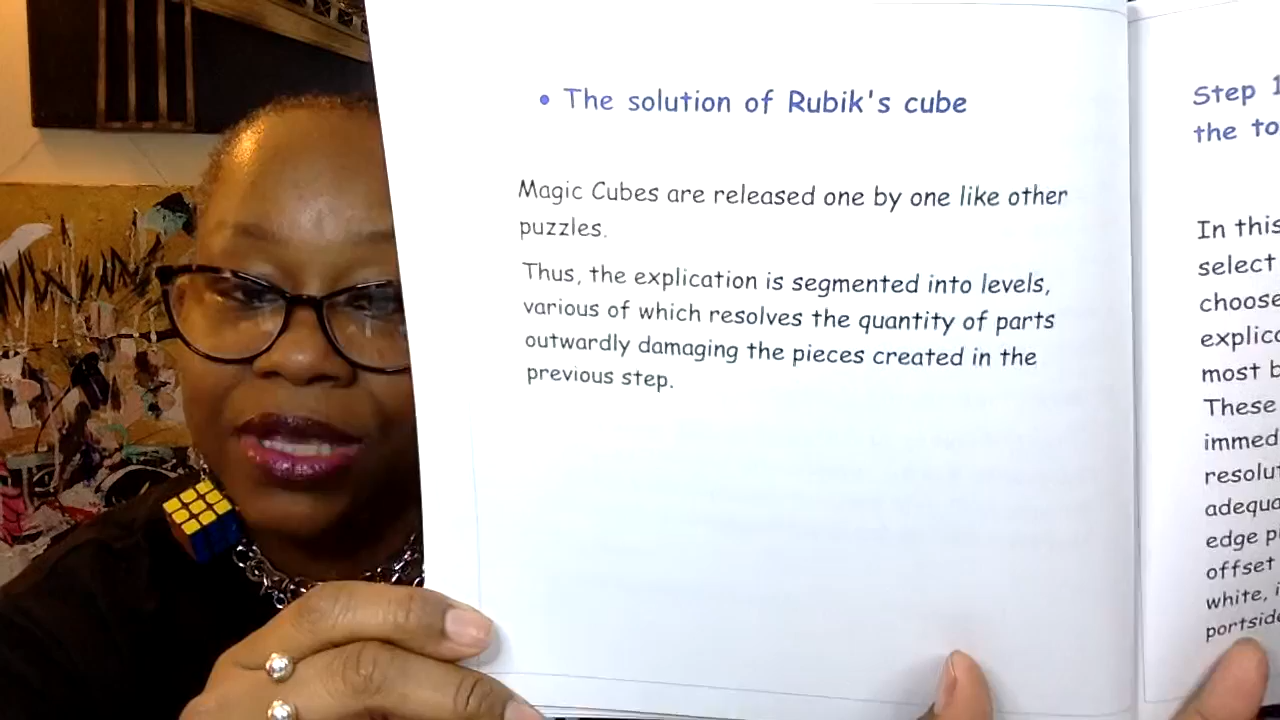 • The solution of Rubik's cube
Magic Cubes are released one by one like other
puzzles.
Thus, the explication is segmented into levels,
various of which resolves the quantity of parts
outwardly damaging the pieces created in the
previous step.
Step 1
the to
In this
select
choose
explica
most b
These
immed
resolut
adequa
edge pi
offset
white, i
portside